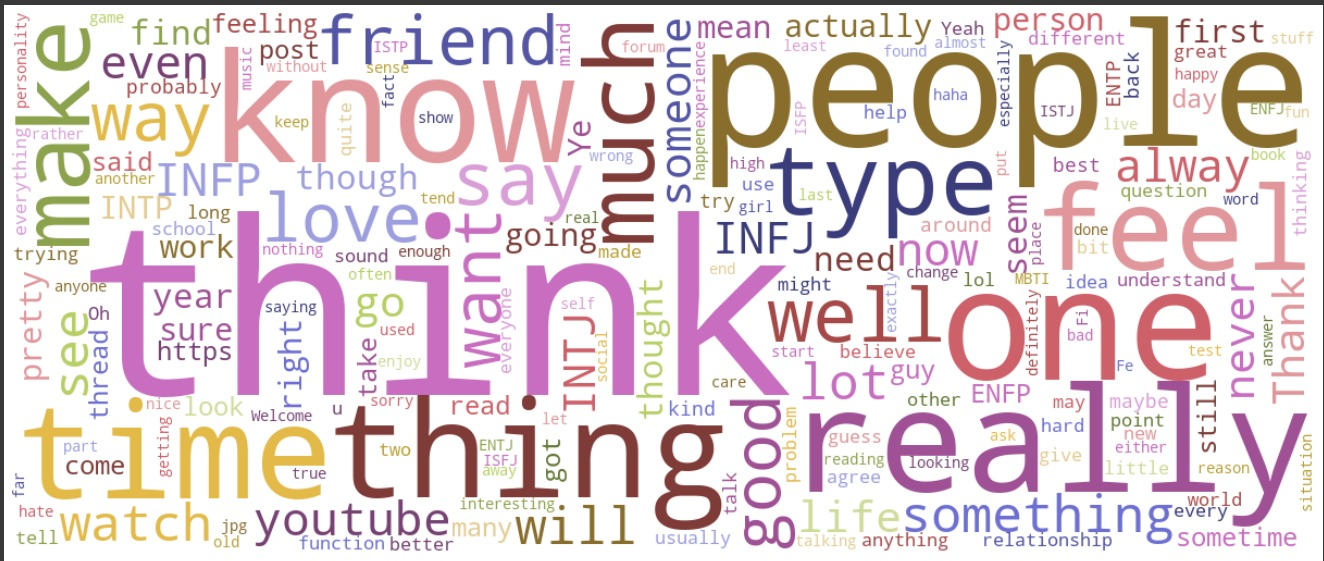 personality
game
find
feeling
friend
ISTP
mind
forum
much
someone
mean
actually
Yeah
person
different
first
stuff
make
even
post
without
sense
music
least
found
almost
especially
people
great
probably
know
fact
experience
help
haha
ISTJ
ENTP
back
happy
day
ENFJ
fun
rather
way
keep
quite
show
Ye
wrong
ISFP
live
everything
said
another
INFP
though
say
happen
high
type
put
best
alway
book
INTP
long
love
tend
real
use
try
girl
last
question
word
thinking
school
work
nothing
sound
enough
want
going
made
INFJ
around
now
seem
place
done
bit
feel
trying
anyone
think
often
end
need
might
change
lol
MBTI
idea
understand
pretty
Oh
year
saying
go
everyone
self
thought
well
exactly
one
Fi
bad
never
answer
Thank
see
sure
https
right
used
take
enjoy
INTJ
social
start
believe
definitely
Fe
test
thread
care
lot
guy
nice
look
Welcome
u
sorry
read
let
kind
good
other
ENFP
may
maybe
still
time
thing
getting
problem
guess
really
ask
hard
point
new
either
part
come
true
two
ENTJ
ISFJ
away
got
talk
reading
looking
agree
give
little
reason
situation
far
hate
tell
watch
jpg
old
youtube
function
better
interesting
many
will
usually
life
talking
something
anything
relationship
world
every
sometime